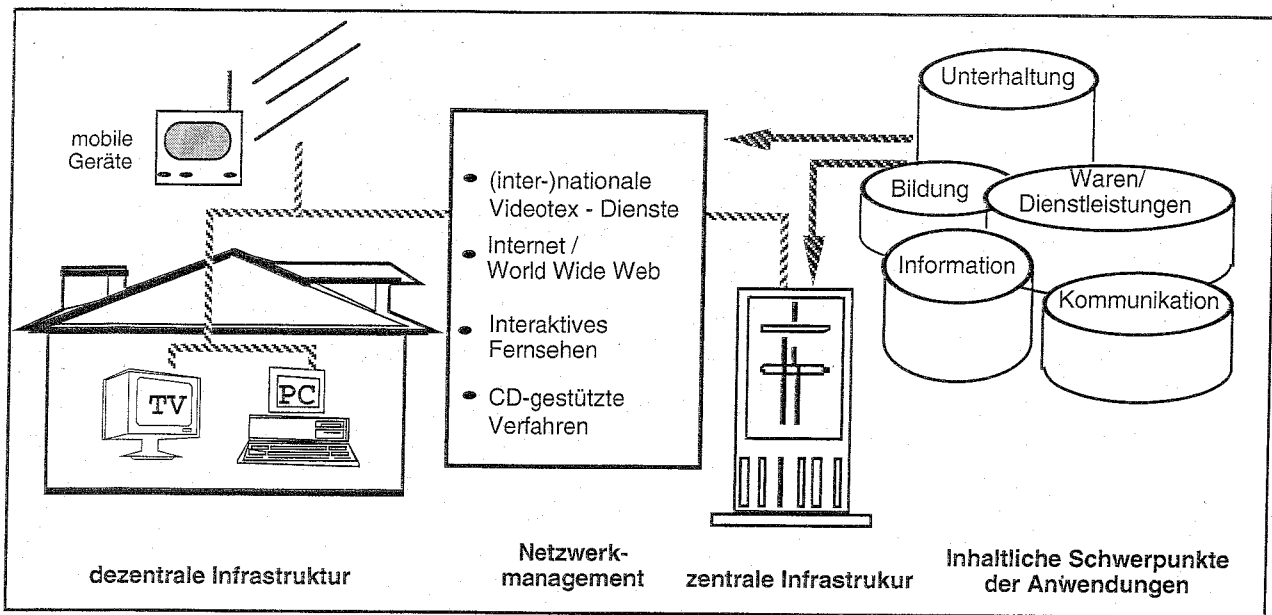 mobile
Geräte
TV
PC
dezentrale Infrastruktur
(inter-)nationale
Videotex - Dienste
Internet /
World Wide Web
Interaktives
Fernsehen
CD-gestützte
Verfahren
Netzwerk-
management
zentrale Infrastrukur
Unterhaltung
Bildung
Waren/
Dienstleistungen
Information
Kommunikation
Inhaltliche Schwerpunkte
der Anwendungen